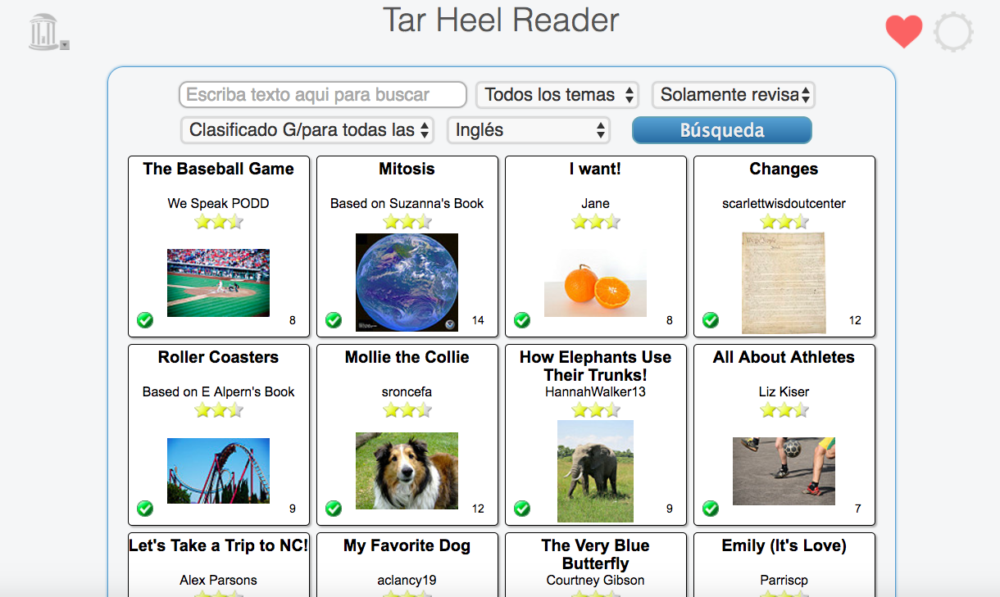 Tar Heel Reader
Escriba texto aqui para buscar
Todos los temas
Solamente revisa
Clasificado G/para todas las
Inglés
Búsqueda
The Baseball Game
We Speak PODD
8
Mitosis
Based on Suzanna's Book
14
I want!
Jane
8
Changes
scarlettwisdoutcenter
12
Roller Coasters
Based on E Alpern's Book
9
Mollie the Collie
sroncefa
12
How Elephants Use
Their Trunks!
HannahWalker13
9
All About Athletes
Liz Kiser
7
Let's Take a Trip to NC!
Alex Parsons
My Favorite Dog
aclancy19
The Very Blue
Butterfly
Courtney Gibson
Emily (It's Love)
Parriscp